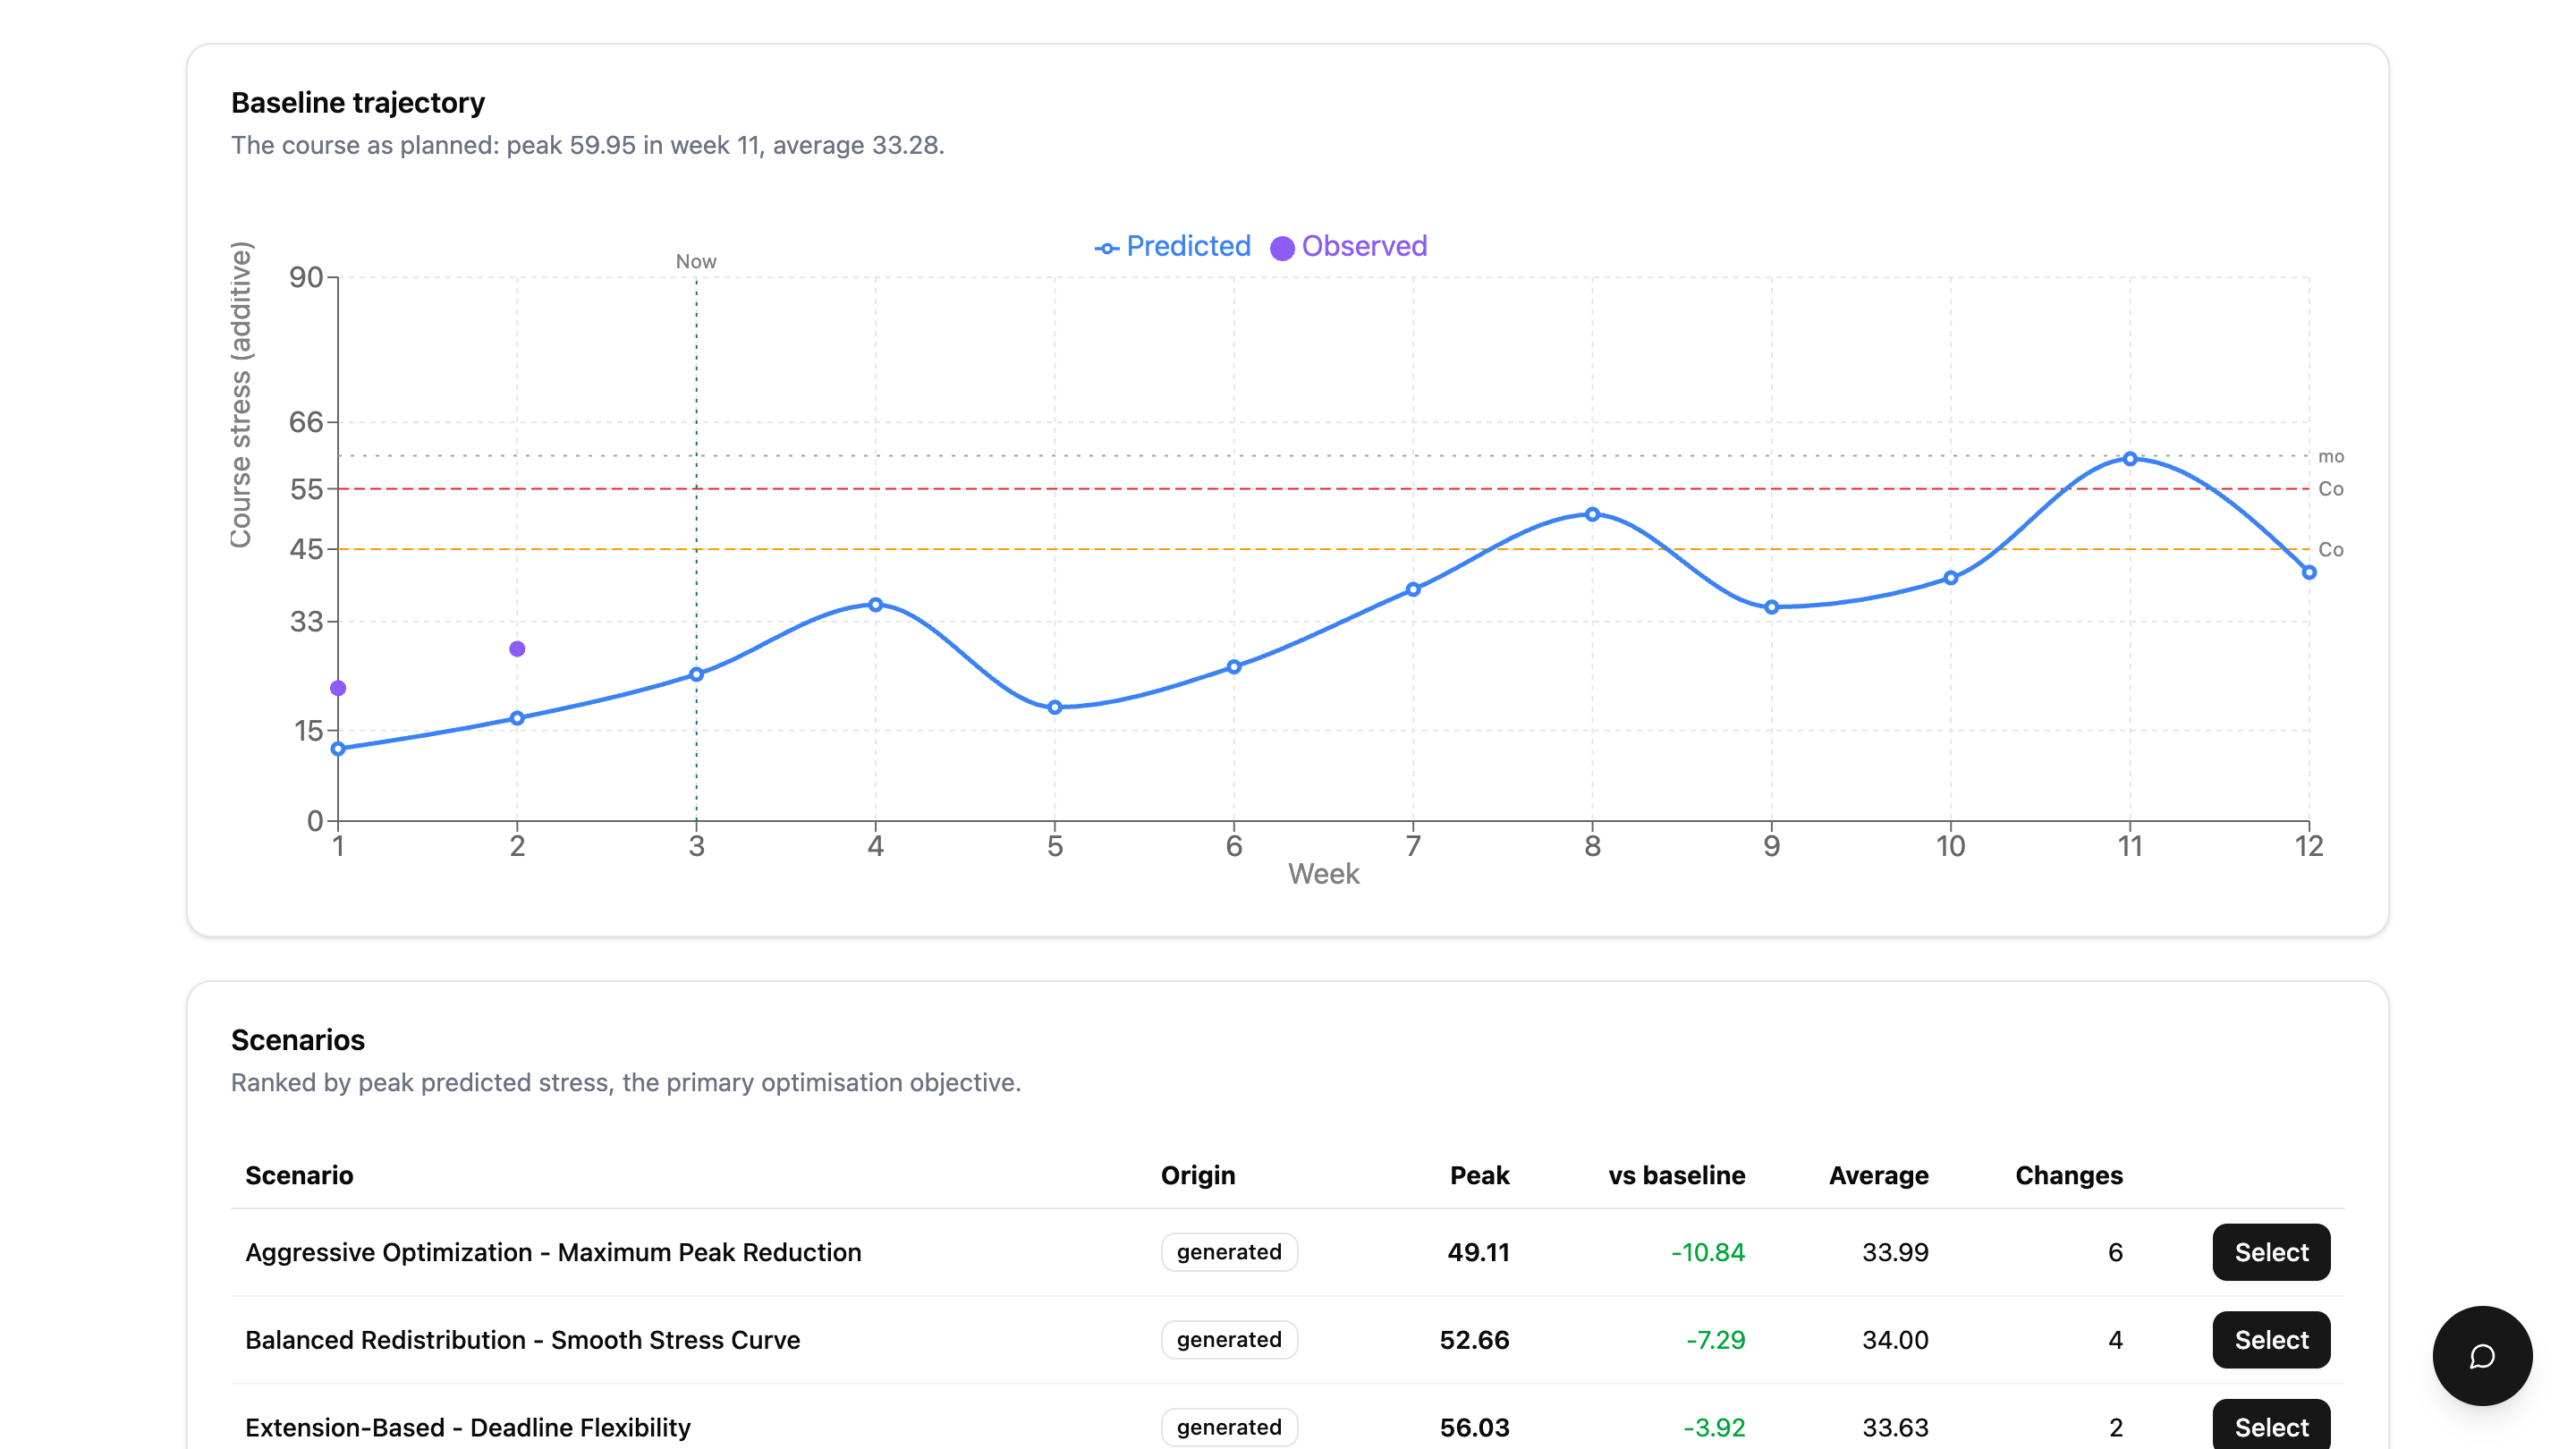 Baseline trajectory
The course as planned: peak 59.95 in week 11, average 33.28.
Predicted Observed
Now
Course stress (additive)
90
66
mo
55 Co
45 Co
33
15
0
1 2 3 4 5 6 7 8 9 10 11 12
Week
Scenarios
Ranked by peak predicted stress, the primary optimisation objective.
Scenario Origin Peak vs baseline Average Changes
Aggressive Optimization - Maximum Peak Reduction generated 49.11 -10.84 33.99 6 Select
Balanced Redistribution - Smooth Stress Curve generated 52.66 -7.29 34.00 4 Select
Extension-Based - Deadline Flexibility generated 56.03 -3.92 33.63 2 Select